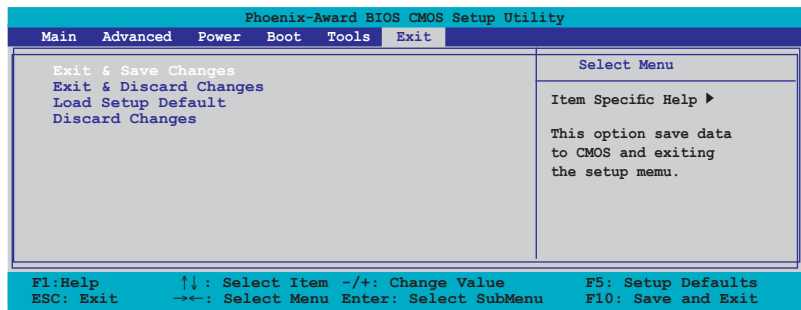 Phoenix-Award BIOS CMOS Setup Utility
Main Advanced Power Boot Tools Exit
Exit & Save Changes
Exit & Discard Changes
Load Setup Default
Discard Changes
Select Menu
Item Specific Help ▶
This option save data
to CMOS and exiting
the setup memu.
F1:Help ↑↓: Select Item -/+: Change Value F5: Setup Defaults
ESC: Exit →←: Select Menu Enter: Select SubMenu F10: Save and Exit